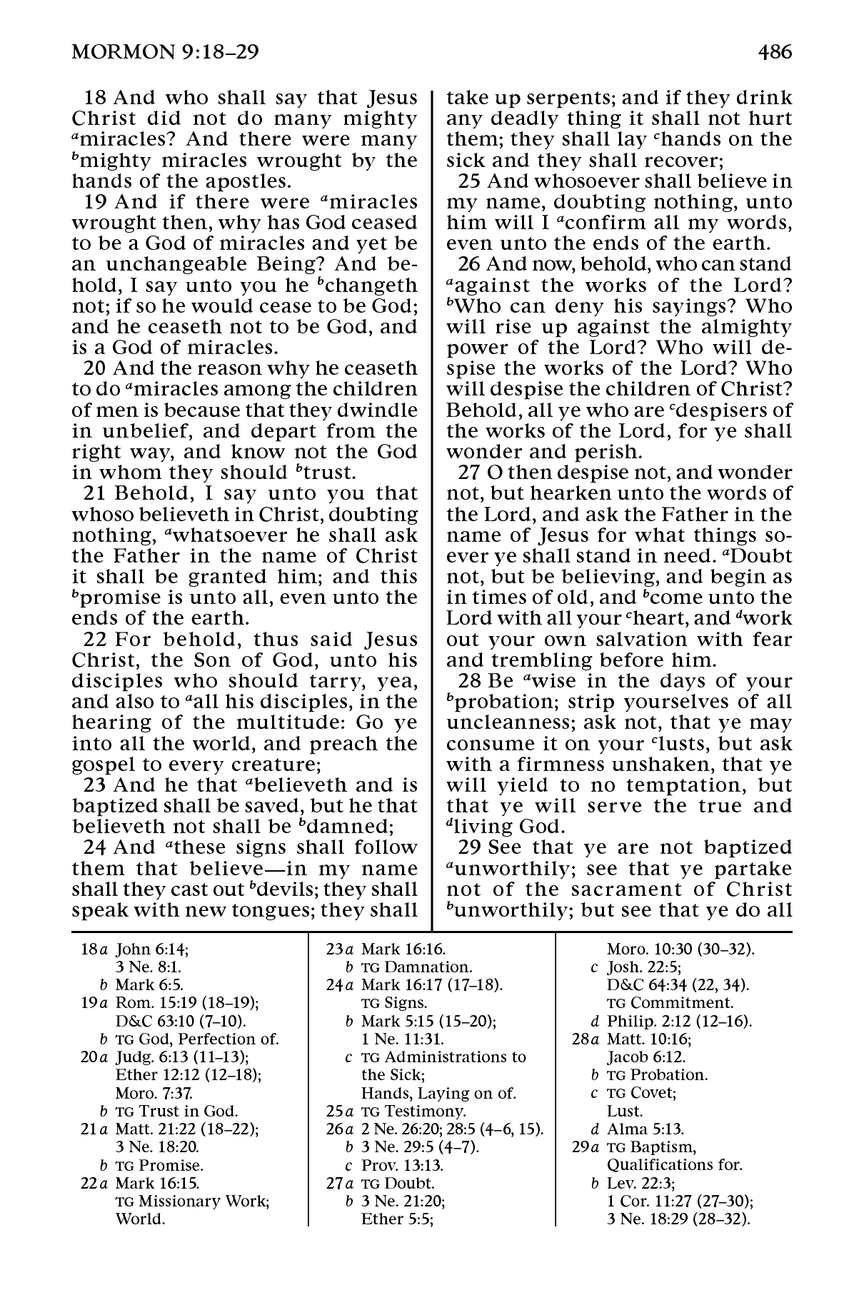 MORMON 9:18–29
486
18 And who shall say that Jesus
Christ did not do many mighty
ᵃmiracles? And there were many
ᵇmighty miracles wrought by the
hands of the apostles.
19 And if there were ᵃmiracles
wrought then, why has God ceased
to be a God of miracles and yet be
an unchangeable Being? And be-
hold, I say unto you he ᵇchangeth
not; if so he would cease to be God;
and he ceaseth not to be God, and
is a God of miracles.
20 And the reason why he ceaseth
to do ᵃmiracles among the children
of men is because that they dwindle
in unbelief, and depart from the
right way, and know not the God
in whom they should ᵇtrust.
21 Behold, I say unto you that
whoso believeth in Christ, doubting
nothing, ᵃwhatsoever he shall ask
the Father in the name of Christ
it shall be granted him; and this
ᵇpromise is unto all, even unto the
ends of the earth.
22 For behold, thus said Jesus
Christ, the Son of God, unto his
disciples who should tarry, yea,
and also to ᵃall his disciples, in the
hearing of the multitude: Go ye
into all the world, and preach the
gospel to every creature;
23 And he that ᵃbelieveth and is
baptized shall be saved, but he that
believeth not shall be ᵇdamned;
24 And ᵃthese signs shall follow
them that believe—in my name
shall they cast out ᵇdevils; they shall
speak with new tongues; they shall
take up serpents; and if they drink
any deadly thing it shall not hurt
them; they shall lay ᶜhands on the
sick and they shall recover;
25 And whosoever shall believe in
my name, doubting nothing, unto
him will I ᵃconfirm all my words,
even unto the ends of the earth.
26 And now, behold, who can stand
ᵃagainst the works of the Lord?
ᵇWho can deny his sayings? Who
will rise up against the almighty
power of the Lord? Who will de-
spise the works of the Lord? Who
will despise the children of Christ?
Behold, all ye who are ᶜdespisers of
the works of the Lord, for ye shall
wonder and perish.
27 O then despise not, and wonder
not, but hearken unto the words of
the Lord, and ask the Father in the
name of Jesus for what things so-
ever ye shall stand in need. ᵃDoubt
not, but be believing, and begin as
in times of old, and ᵇcome unto the
Lord with all your ᶜheart, and ᵈwork
out your own salvation with fear
and trembling before him.
28 Be ᵃwise in the days of your
ᵇprobation; strip yourselves of all
uncleanness; ask not, that ye may
consume it on your ᶜlusts, but ask
with a firmness unshaken, that ye
will yield to no temptation, but
that ye will serve the true and
ᵈliving God.
29 See that ye are not baptized
ᵃunworthily; see that ye partake
not of the sacrament of Christ
ᵇunworthily; but see that ye do all
18a John 6:14;
3 Ne. 8:1.
b Mark 6:5.
19a Rom. 15:19 (18–19);
D&C 63:10 (7–10).
b TG God, Perfection of.
20a Judg. 6:13 (11–13);
Ether 12:12 (12–18);
Moro. 7:37.
b TG Trust in God.
21a Matt. 21:22 (18–22);
3 Ne. 18:20.
b TG Promise.
22a Mark 16:15.
TG Missionary Work;
World.
23a Mark 16:16.
b TG Damnation.
24a Mark 16:17 (17–18).
TG Signs.
b Mark 5:15 (15–20);
1 Ne. 11:31.
c TG Administrations to
the Sick;
Hands, Laying on of.
25a TG Testimony.
26a 2 Ne. 26:20; 28:5 (4–6, 15).
b 3 Ne. 29:5 (4–7).
c Prov. 13:13.
27a TG Doubt.
b 3 Ne. 21:20;
Ether 5:5;
Moro. 10:30 (30–32).
c Josh. 22:5;
D&C 64:34 (22, 34).
TG Commitment.
d Philip. 2:12 (12–16).
28a Matt. 10:16;
Jacob 6:12.
b TG Probation.
c TG Covet;
Lust.
d Alma 5:13.
29a TG Baptism,
Qualifications for.
b Lev. 22:3;
1 Cor. 11:27 (27–30);
3 Ne. 18:29 (28–32).